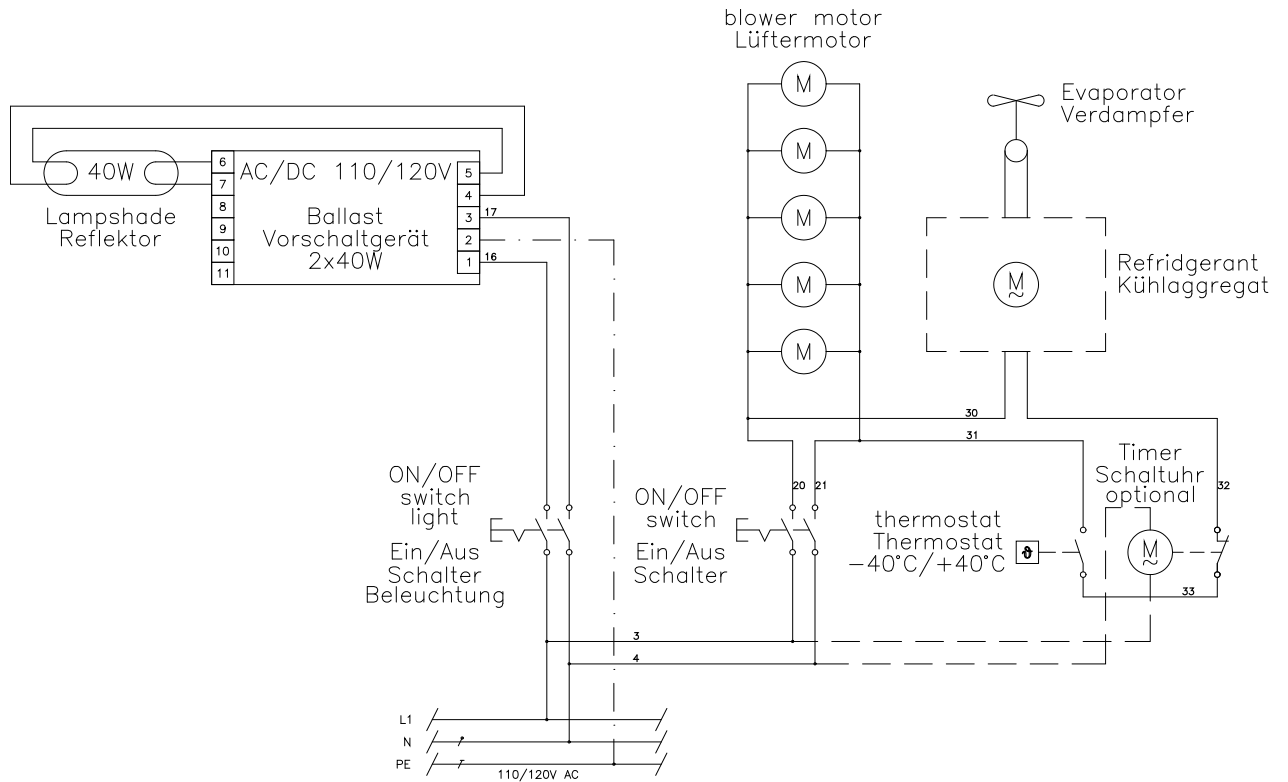 blower motor
Lüftermotor
M
M
M
M
M
Evaporator
Verdampfer
40W
Lampshade
Reflektor
6
7
8
9
10
11
AC/DC 110/120V
Ballast
Vorschaltgerät
2x40W
5
4
3
2
1
17
16
M
~
Refridgerant
Kühlaggregat
30
31
20
21
32
ON/OFF
switch
light
Ein/Aus
Schalter
Beleuchtung
ON/OFF
switch
Ein/Aus
Schalter
thermostat
Thermostat
-40°C/+40°C
ϑ
Timer
Schaltuhr
optional
M
~
33
3
4
L1
N
PE
110/120V AC